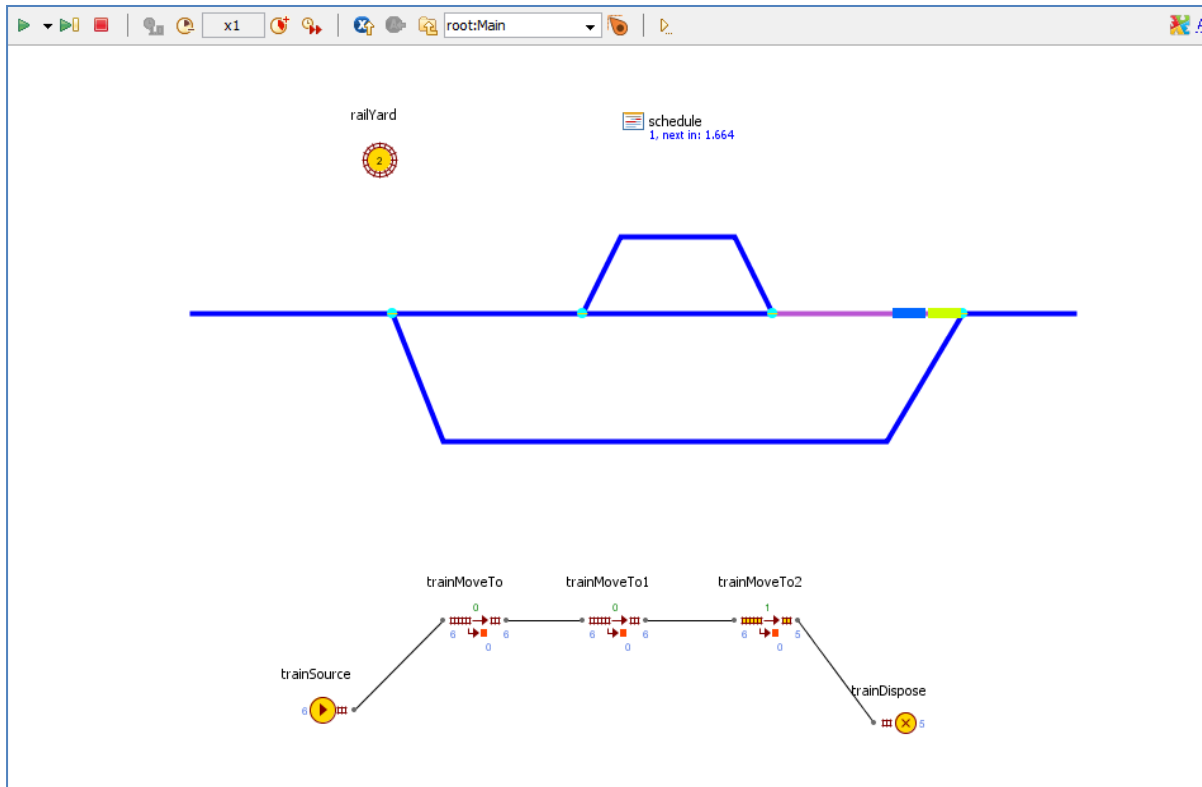 x1
root:Main
A
railYard
2
schedule
1, next in: 1.664
trainMoveTo
trainMoveTo1
trainMoveTo2
0
0
1
6
6
6
6
6
5
0
0
0
trainSource
6
trainDispose
5